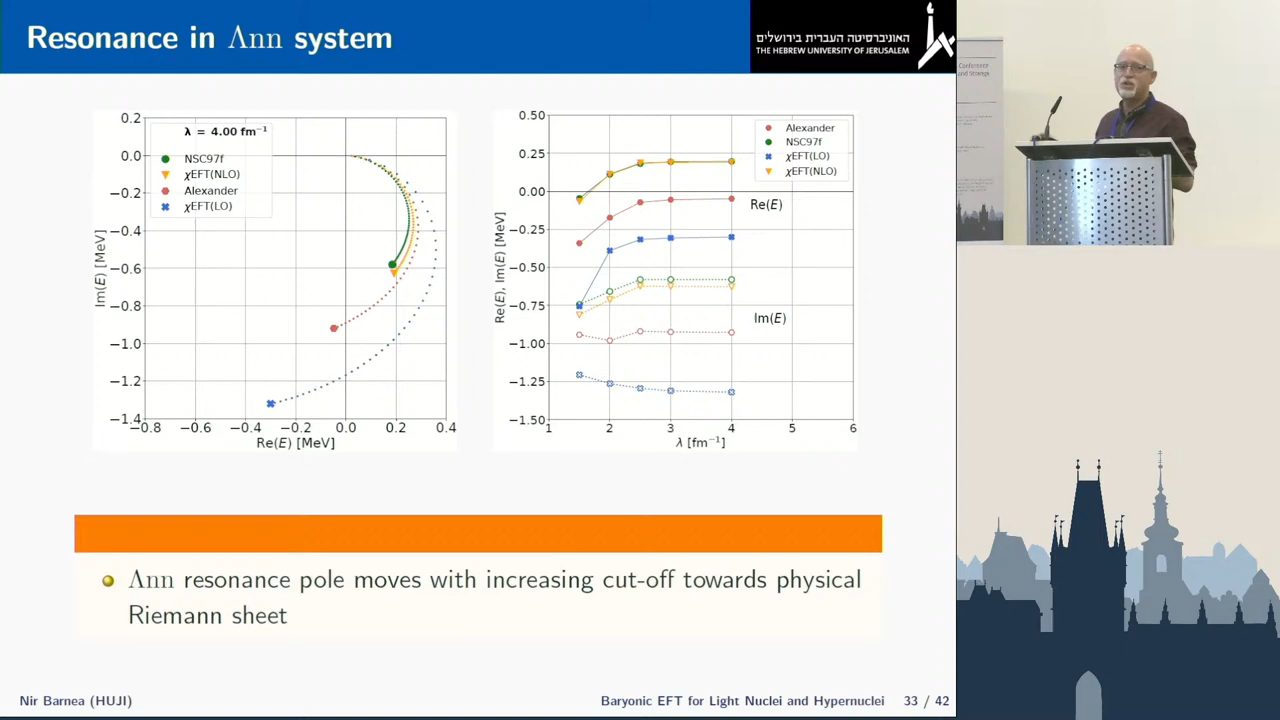 Resonance in Λnn system
האוניברסיטה העברית בירושלים
THE HEBREW UNIVERSITY OF JERUSALEM
λ = 4.00 fm⁻¹
NSC97f
χEFT(NLO)
Alexander
χEFT(LO)
0.2
0.0
−0.2
−0.4
−0.6
−0.8
−1.0
−1.2
−1.4
Im(E) [MeV]
−0.8 −0.6 −0.4 −0.2 0.0 0.2 0.4
Re(E) [MeV]
Alexander
NSC97f
χEFT(LO)
χEFT(NLO)
0.50
0.25
0.00
−0.25
−0.50
−0.75
−1.00
−1.25
−1.50
Re(E), Im(E) [MeV]
Re(E)
Im(E)
1 2 3 4 5 6
λ [fm⁻¹]
Λnn resonance pole moves with increasing cut-off towards physical
Riemann sheet
Nir Barnea (HUJI)
Baryonic EFT for Light Nuclei and Hypernuclei 33 / 42
Conference
and Strange